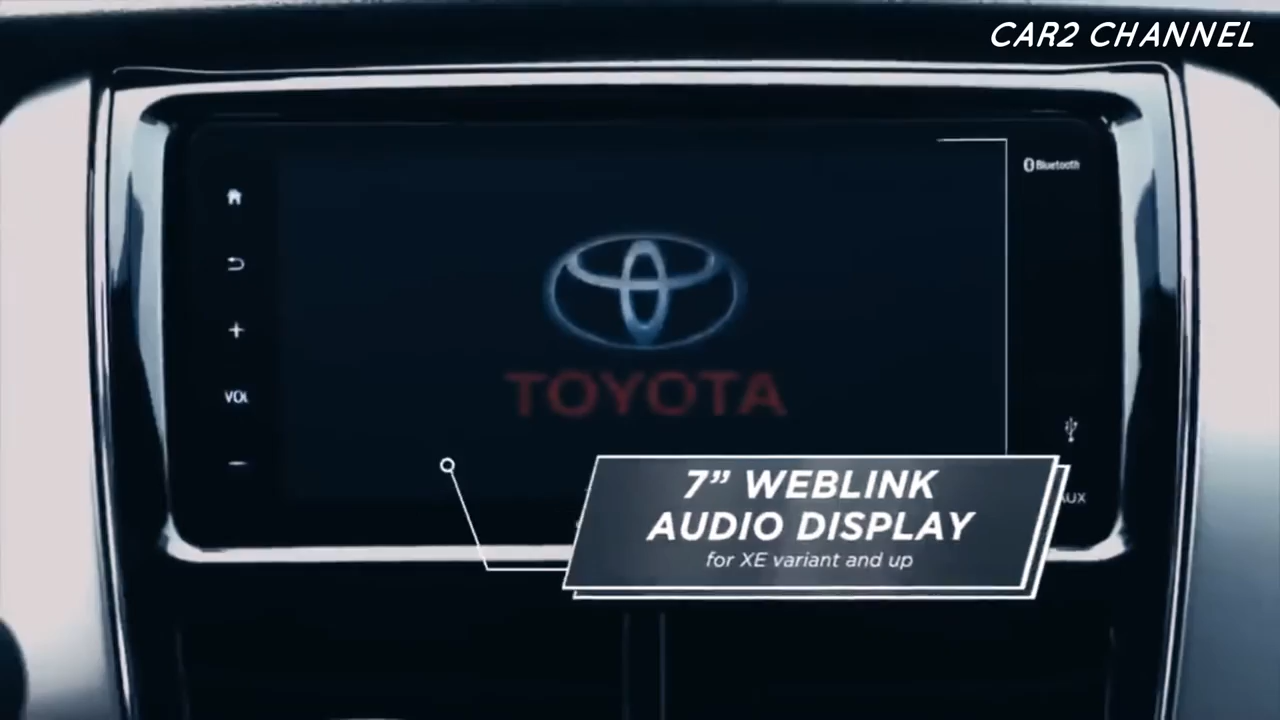 CAR2 CHANNEL
Bluetooth
VOL
TOYOTA
7” WEBLINK
AUDIO DISPLAY
for XE variant and up
AUX